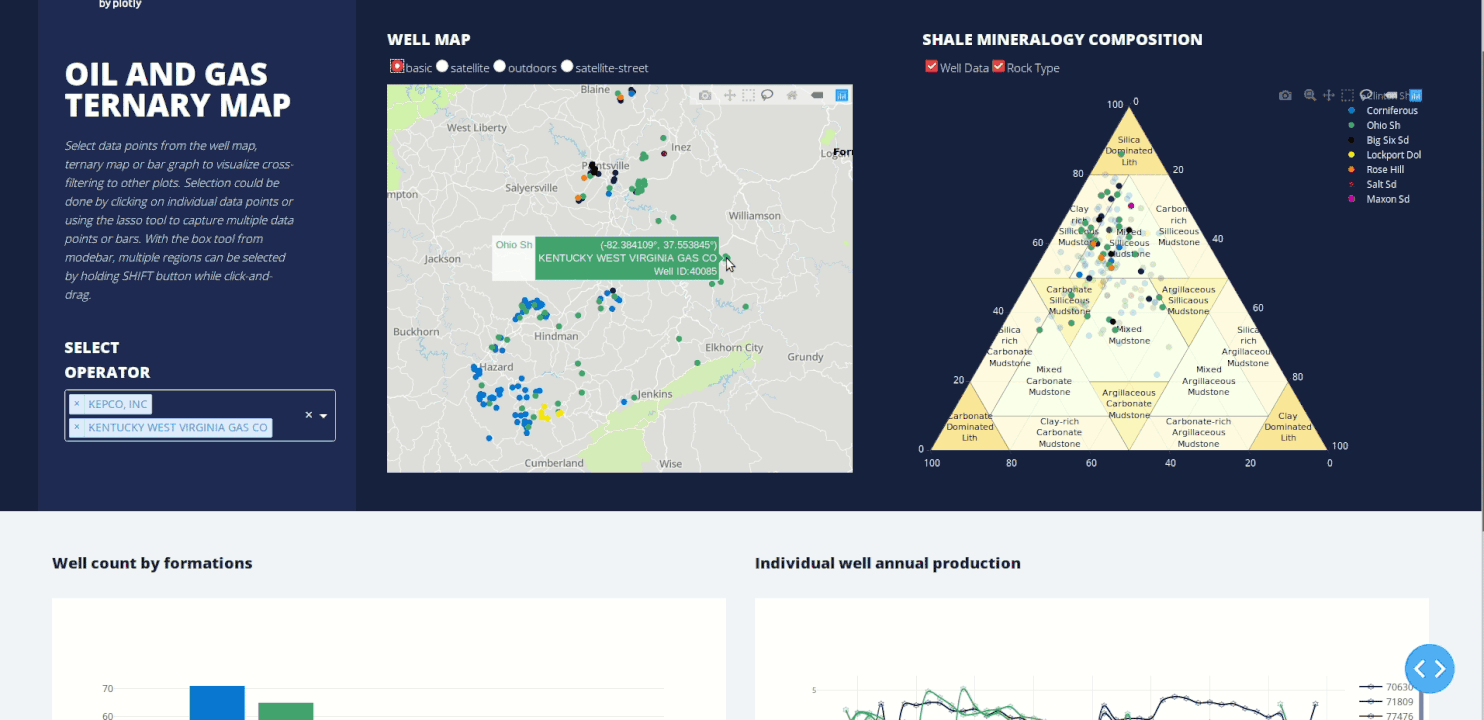 by plotly
OIL AND GAS
TERNARY MAP
Select data points from the well map,
ternary map or bar graph to visualize cross-
filtering to other plots. Selection could be
done by clicking on individual data points or
using the lasso tool to capture multiple data
points or bars. With the box tool from
modebar, multiple regions can be selected
by holding SHIFT button while click-and-
drag.
SELECT
OPERATOR
× KEPCO, INC
× KENTUCKY WEST VIRGINIA GAS CO
×
WELL MAP
basic satellite outdoors satellite-street
Blaine
West Liberty
Inez
Paintsville
Salyersville
mpton
Williamson
Ohio Sh
(-82.384109°, 37.553845°)
KENTUCKY WEST VIRGINIA GAS CO
Well ID:40085
Jackson
Buckhorn
Hindman
Elkhorn City
Grundy
Hazard
Jenkins
Cumberland
Wise
SHALE MINERALOGY COMPOSITION
Well Data Rock Type
Corniferous
Ohio Sh
Big Six Sd
Lockport Dol
Rose Hill
Salt Sd
Maxon Sd
100
0
Silica
Dominated
Lith
80
20
Clay
rich
Siliceous
Mudstone
Mixed
Siliceous
Mudstone
Carbonate
rich
Siliceous
Mudstone
60
40
Carbonate
Siliceous
Mudstone
Argillaceous
Silicaous
Mudstone
40
60
Silica
rich
Carbonate
Mudstone
Mixed
Mudstone
Silica
rich
Argillaceous
Mudstone
Mixed
Carbonate
Mudstone
Mixed
Argillaceous
Mudstone
20
80
Argillaceous
Carbonate
Mudstone
Carbonate
Dominated
Lith
Clay-rich
Carbonate
Mudstone
Carbonate-rich
Argillaceous
Mudstone
Clay
Dominated
Lith
0
100
100 80 60 40 20 0
Well count by formations
70
60
Individual well annual production
5
70630
71809
77476